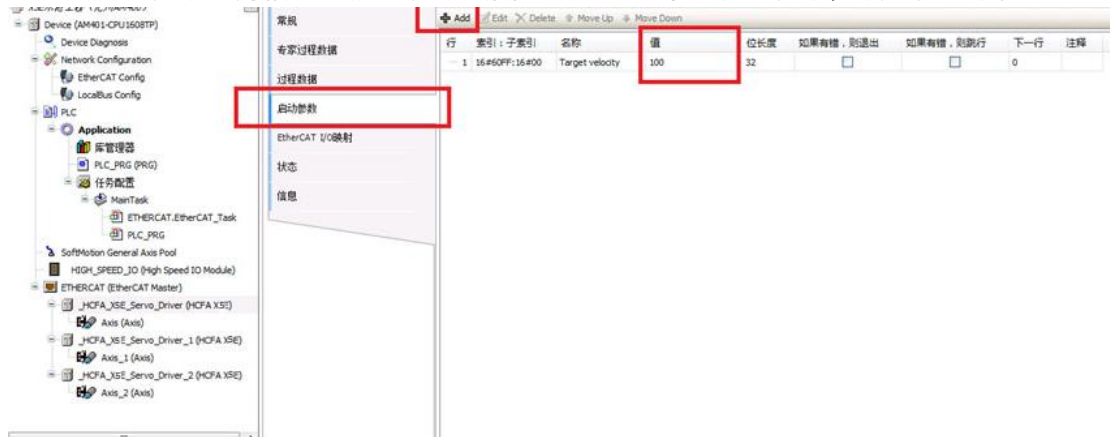 Device (AM401-CPU1608TP)
Device Diagnosis
Network Configuration
EtherCAT Config
LocalBus Config
PLC
Application
库管理器
PLC_PRG (PRG)
任务配置
MainTask
ETHERCAT.EtherCAT_Task
PLC_PRG
SoftMotion General Axis Pool
HIGH_SPEED_IO (High Speed IO Module)
ETHERCAT (EtherCAT Master)
_HCFA_X5E_Servo_Driver (HCFA X5E)
Axis (Axis)
_HCFA_X5E_Servo_Driver_1 (HCFA X5E)
Axis_1 (Axis)
_HCFA_X5E_Servo_Driver_2 (HCFA X5E)
Axis_2 (Axis)
常规
专家过程数据
过程数据
启动参数
EtherCAT I/O映射
状态
信息
Add Edit Delete Move Up Move Down
行 索引：子索引 名称 值 位长度 如果有错，则退出 如果有错，则跳行 下一行 注释
1 16#60FF:16#00 Target velocity 100 32 0